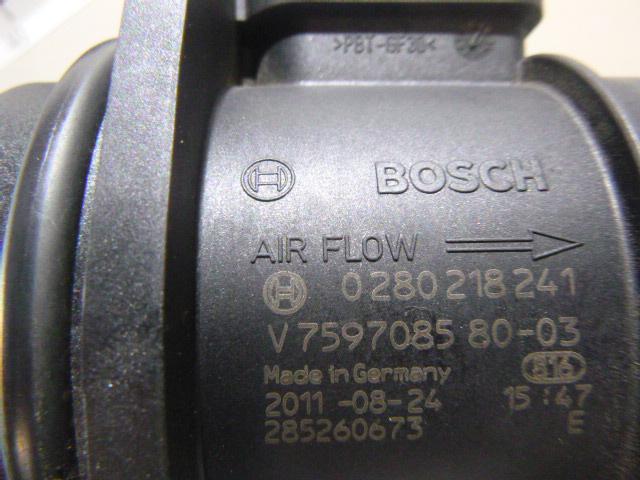 >PBT-GF30<
BOSCH
AIR FLOW
0 280 218 241
V 7597085 80-03
Made in Germany 816
2011-08-24 15:47
285260673 E